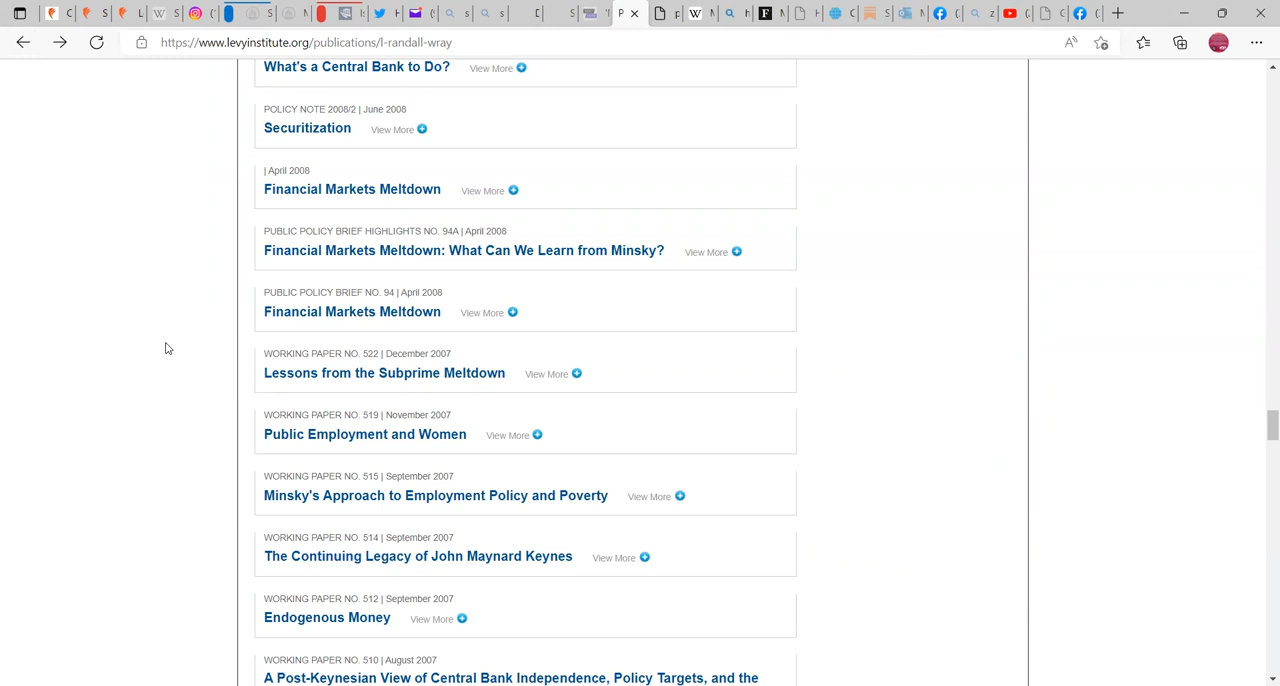 https://www.levyinstitute.org/publications/l-randall-wray
What's a Central Bank to Do? View More
POLICY NOTE 2008/2 | June 2008
Securitization View More
| April 2008
Financial Markets Meltdown View More
PUBLIC POLICY BRIEF HIGHLIGHTS NO. 94A | April 2008
Financial Markets Meltdown: What Can We Learn from Minsky? View More
PUBLIC POLICY BRIEF NO. 94 | April 2008
Financial Markets Meltdown View More
WORKING PAPER NO. 522 | December 2007
Lessons from the Subprime Meltdown View More
WORKING PAPER NO. 519 | November 2007
Public Employment and Women View More
WORKING PAPER NO. 515 | September 2007
Minsky's Approach to Employment Policy and Poverty View More
WORKING PAPER NO. 514 | September 2007
The Continuing Legacy of John Maynard Keynes View More
WORKING PAPER NO. 512 | September 2007
Endogenous Money View More
WORKING PAPER NO. 510 | August 2007
A Post-Keynesian View of Central Bank Independence, Policy Targets, and the